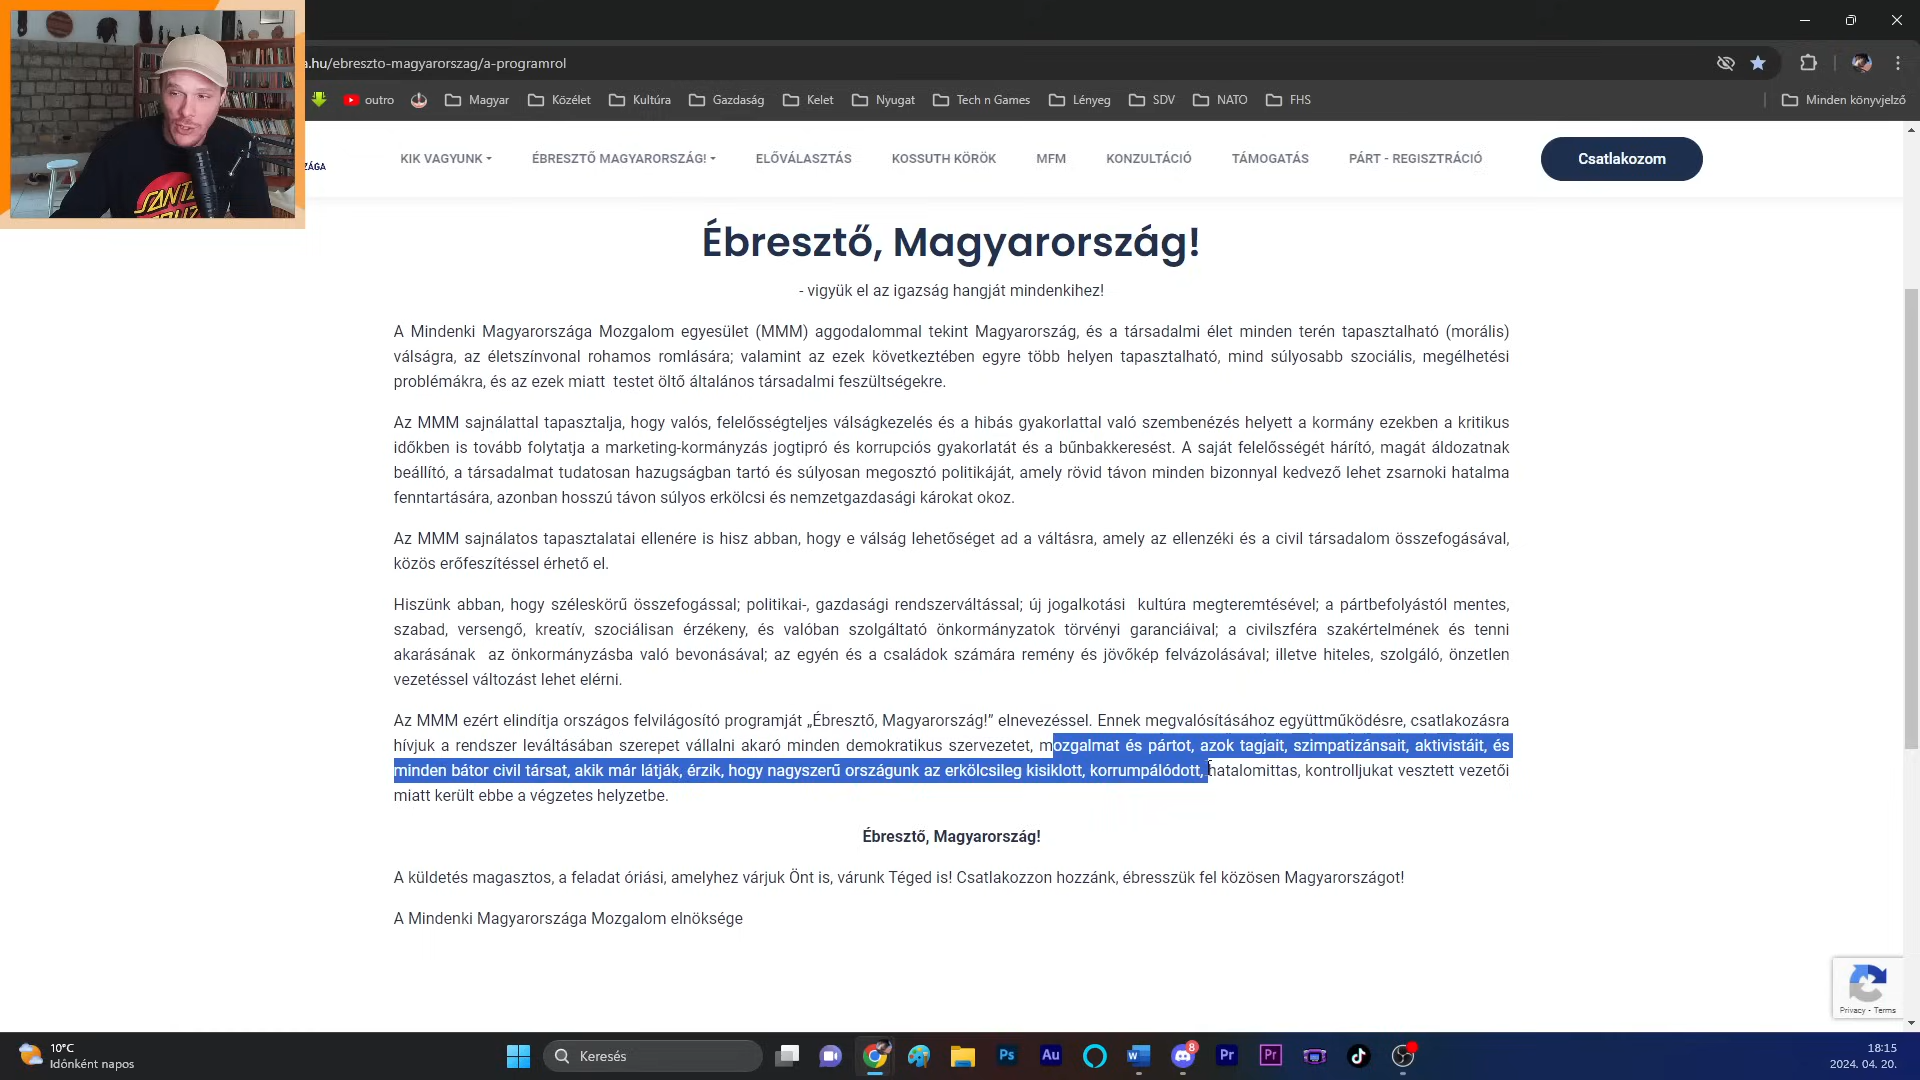 a.hu/ebreszto-magyarorszag/a-programrol
outro
Magyar
Közélet
Kultúra
Gazdaság
Kelet
Nyugat
Tech n Games
Lényeg
SDV
NATO
FHS
Minden könyvjelző
ZÁGA
KIK VAGYUNK
ÉBRESZTŐ MAGYARORSZÁG!
ELŐVÁLASZTÁS
KOSSUTH KÖRÖK
MFM
KONZULTÁCIÓ
TÁMOGATÁS
PÁRT - REGISZTRÁCIÓ
Csatlakozom
SANTA
CRUZ
Ébresztő, Magyarország!
- vigyük el az igazság hangját mindenkihez!
A Mindenki Magyarországa Mozgalom egyesület (MMM) aggodalommal tekint Magyarország, és a társadalmi élet minden terén tapasztalható (morális)
válságra, az életszínvonal rohamos romlására; valamint az ezek következtében egyre több helyen tapasztalható, mind súlyosabb szociális, megélhetési
problémákra, és az ezek miatt testet öltő általános társadalmi feszültségekre.
Az MMM sajnálattal tapasztalja, hogy valós, felelősségteljes válságkezelés és a hibás gyakorlattal való szembenézés helyett a kormány ezekben a kritikus
időkben is tovább folytatja a marketing-kormányzás jogtipró és korrupciós gyakorlatát és a bűnbakkeresést. A saját felelősségét hárító, magát áldozatnak
beállító, a társadalmat tudatosan hazugságban tartó és súlyosan megosztó politikáját, amely rövid távon minden bizonnyal kedvező lehet zsarnoki hatalma
fenntartására, azonban hosszú távon súlyos erkölcsi és nemzetgazdasági károkat okoz.
Az MMM sajnálatos tapasztalatai ellenére is hisz abban, hogy e válság lehetőséget ad a váltásra, amely az ellenzéki és a civil társadalom összefogásával,
közös erőfeszítéssel érhető el.
Hiszünk abban, hogy széleskörű összefogással; politikai-, gazdasági rendszerváltással; új jogalkotási kultúra megteremtésével; a pártbefolyástól mentes,
szabad, versengő, kreatív, szociálisan érzékeny, és valóban szolgáltató önkormányzatok törvényi garanciáival; a civilszféra szakértelmének és tenni
akarásának az önkormányzásba való bevonásával; az egyén és a családok számára remény és jövőkép felvázolásával; illetve hiteles, szolgáló, önzetlen
vezetéssel változást lehet elérni.
Az MMM ezért elindítja országos felvilágosító programját „Ébresztő, Magyarország!” elnevezéssel. Ennek megvalósításához együttműködésre, csatlakozásra
hívjuk a rendszer leváltásában szerepet vállalni akaró minden demokratikus szervezetet, mozgalmat és pártot, azok tagjait, szimpatizánsait, aktivistáit, és
minden bátor civil társat, akik már látják, érzik, hogy nagyszerű országunk az erkölcsileg kisiklott, korrumpálódott, hatalomittas, kontrolljukat vesztett vezetői
miatt került ebbe a végzetes helyzetbe.
Ébresztő, Magyarország!
A küldetés magasztos, a feladat óriási, amelyhez várjuk Önt is, várunk Téged is! Csatlakozzon hozzánk, ébresszük fel közösen Magyarországot!
A Mindenki Magyarországa Mozgalom elnöksége
Privacy - Terms
10°C
Időnként napos
Keresés
Ps
Au
W
8
Pr
Pr
18:15
2024. 04. 20.